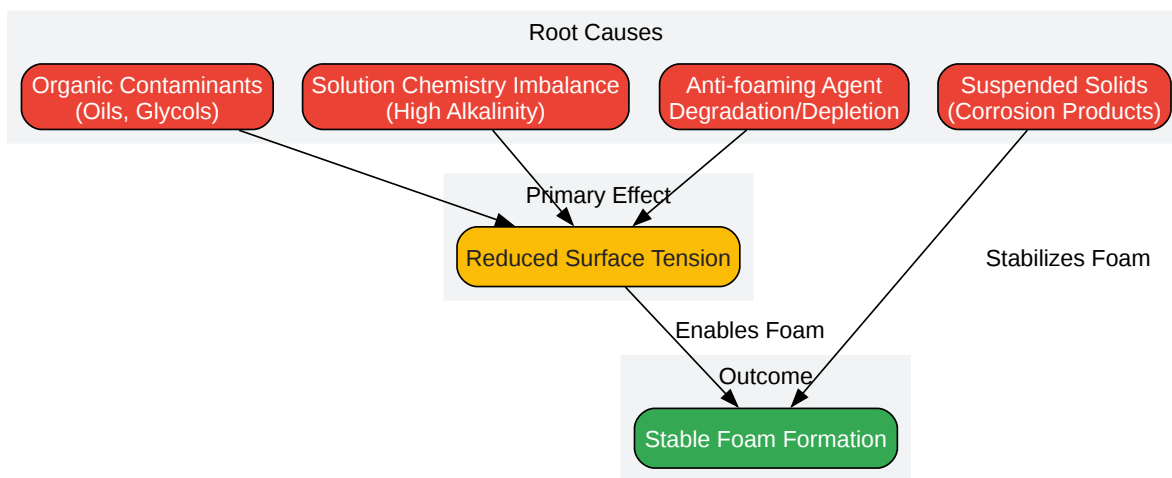 Root Causes
Organic Contaminants
(Oils, Glycols)
Solution Chemistry Imbalance
(High Alkalinity)
Anti-foaming Agent
Degradation/Depletion
Suspended Solids
(Corrosion Products)
Primary Effect
Reduced Surface Tension
Stabilizes Foam
Enables Foam
Outcome
Stable Foam Formation